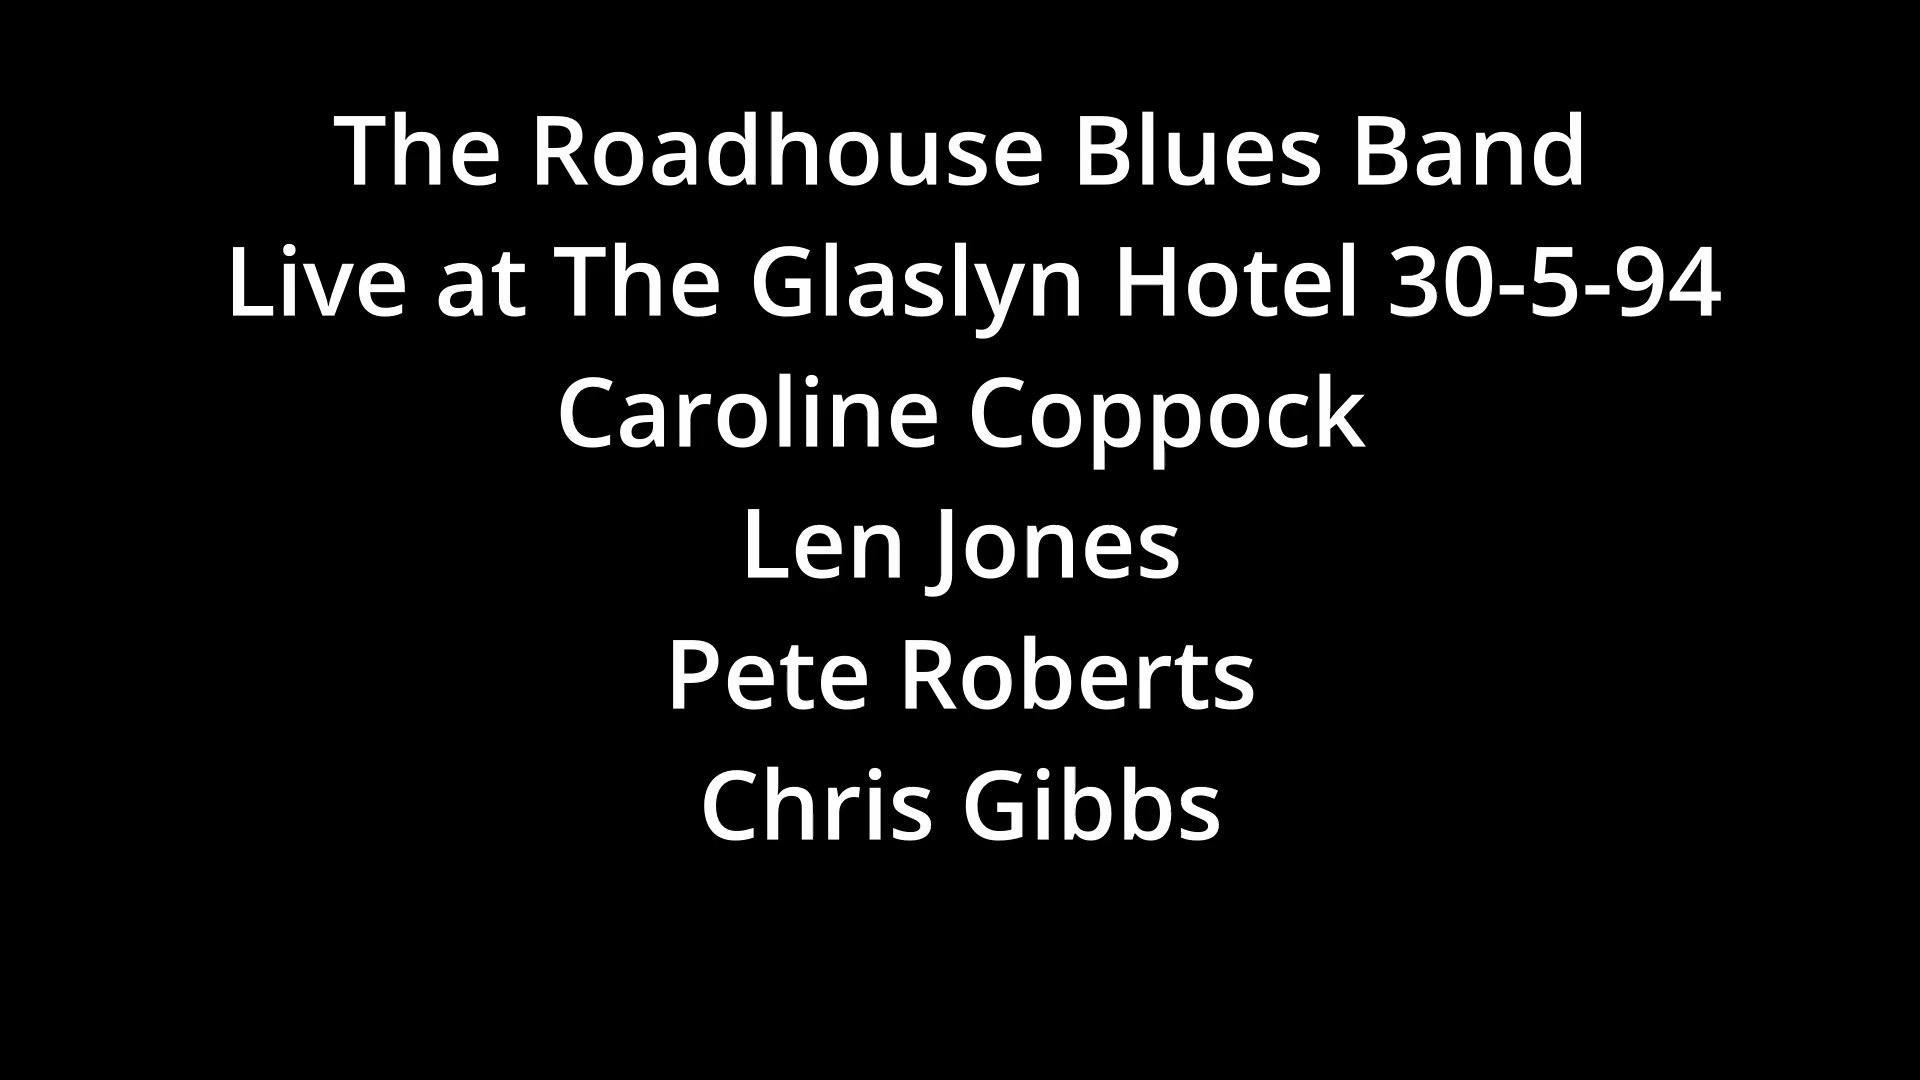 The Roadhouse Blues Band
Live at The Glaslyn Hotel 30-5-94
Caroline Coppock
Len Jones
Pete Roberts
Chris Gibbs